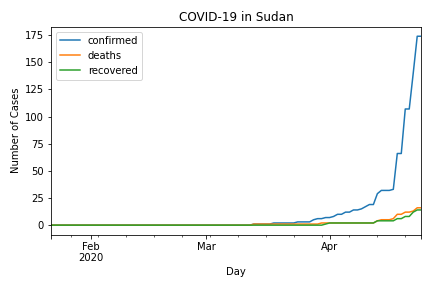 COVID-19 in Sudan
confirmed
deaths
recovered
Number of Cases
175
150
125
100
75
50
25
0
Feb
2020
Mar
Apr
Day